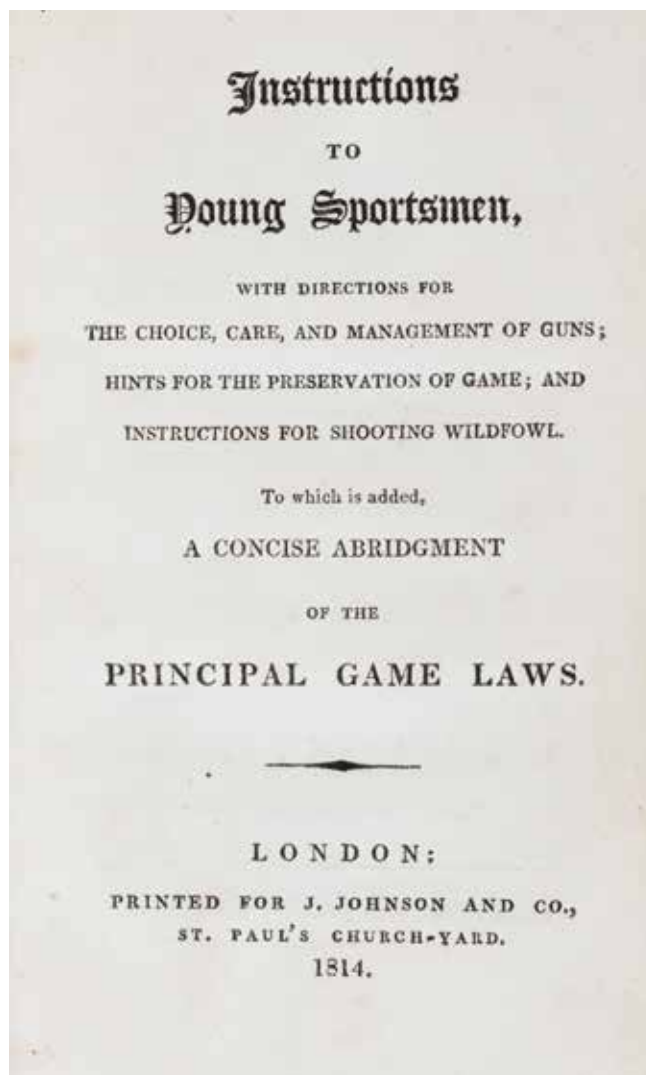 Instructions
TO
Young Sportsmen,
WITH DIRECTIONS FOR
THE CHOICE, CARE, AND MANAGEMENT OF GUNS;
HINTS FOR THE PRESERVATION OF GAME; AND
INSTRUCTIONS FOR SHOOTING WILDFOWL.
To which is added,
A CONCISE ABRIDGMENT
OF THE
PRINCIPAL GAME LAWS.
LONDON:
PRINTED FOR J. JOHNSON AND CO.,
ST. PAUL'S CHURCH-YARD.
1814.